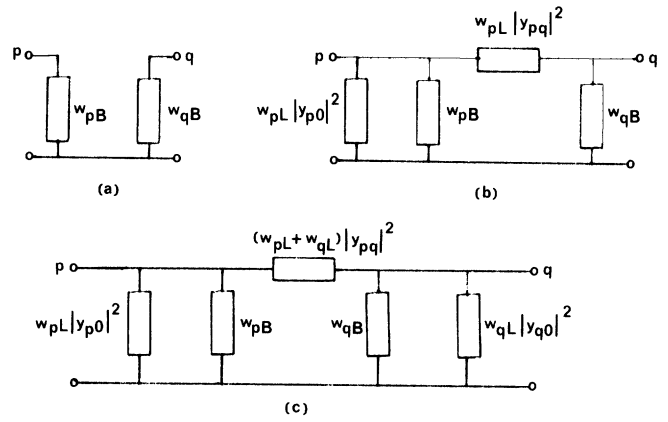 p
q
w_pB
w_qB
(a)
w_pL |y_pq|^2
p
q
w_pL |y_p0|^2
w_pB
w_qB
(b)
(w_pL + w_qL) |y_pq|^2
p
q
w_pL |y_p0|^2
w_pB
w_qB
w_qL |y_q0|^2
(c)